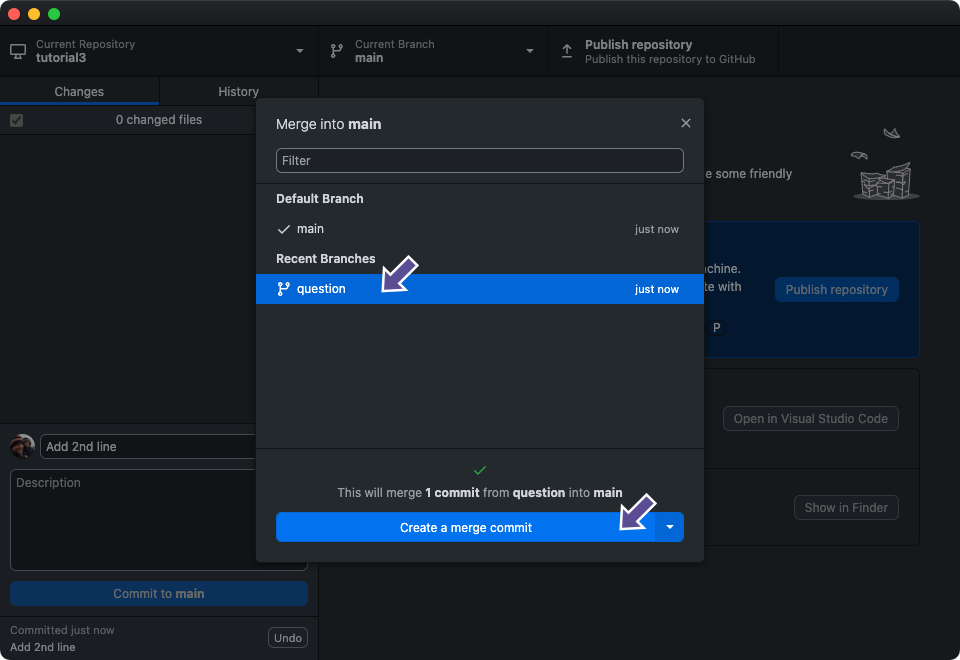 Current Repository
tutorial3
Current Branch
main
Publish repository
Publish this repository to GitHub
Changes
History
0 changed files
Merge into main
Filter
Default Branch
main
just now
Recent Branches
question
just now
This will merge 1 commit from question into main
Create a merge commit
e some friendly
chine.
te with
Publish repository
P
Open in Visual Studio Code
Show in Finder
Add 2nd line
Description
Commit to main
Committed just now
Add 2nd line
Undo